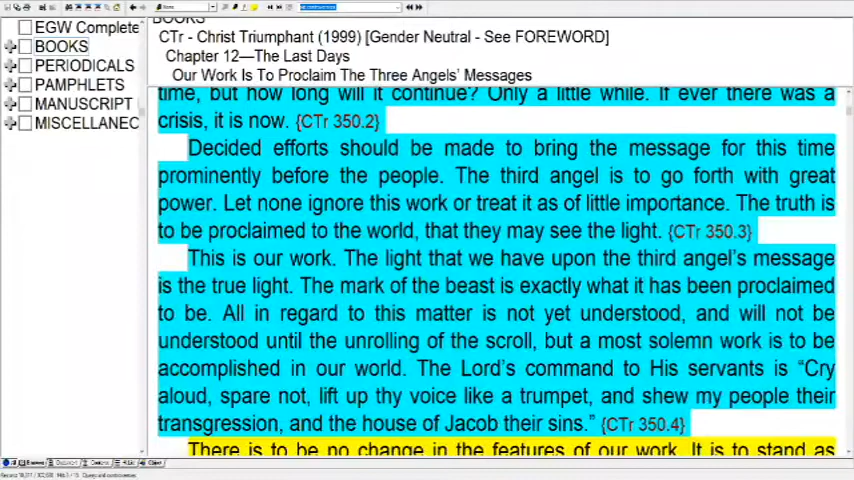 EGW Complete
BOOKS
PERIODICALS
PAMPHLETS
MANUSCRIPT
MISCELLANEC
BOOKS
CTr - Christ Triumphant (1999) [Gender Neutral - See FOREWORD]
Chapter 12—The Last Days
Our Work Is To Proclaim The Three Angels' Messages
time, but how long will it continue? Only a little while. If ever there was a
crisis, it is now. {CTr 350.2}
Decided efforts should be made to bring the message for this time
prominently before the people. The third angel is to go forth with great
power. Let none ignore this work or treat it as of little importance. The truth is
to be proclaimed to the world, that they may see the light. {CTr 350.3}
This is our work. The light that we have upon the third angel's message
is the true light. The mark of the beast is exactly what it has been proclaimed
to be. All in regard to this matter is not yet understood, and will not be
understood until the unrolling of the scroll, but a most solemn work is to be
accomplished in our world. The Lord's command to His servants is “Cry
aloud, spare not, lift up thy voice like a trumpet, and shew my people their
transgression, and the house of Jacob their sins.” {CTr 350.4}
There is to be no change in the features of our work. It is to stand as